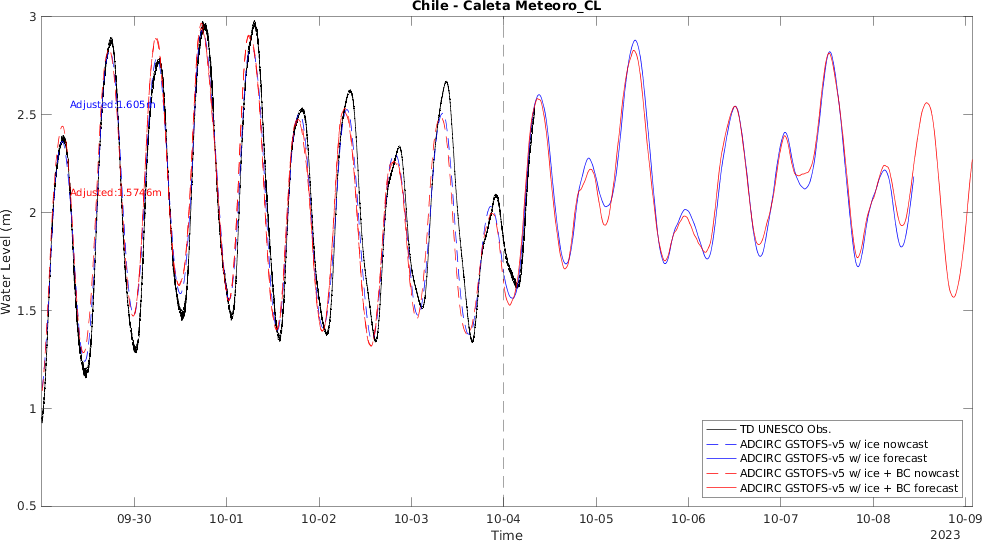 Chile - Caleta Meteoro_CL
3
2.5
2
1.5
1
0.5
Water Level (m)
Adjusted:1.605m
Adjusted:1.5746m
TD UNESCO Obs.
ADCIRC GSTOFS-v5 w/ ice nowcast
ADCIRC GSTOFS-v5 w/ ice forecast
ADCIRC GSTOFS-v5 w/ ice + BC nowcast
ADCIRC GSTOFS-v5 w/ ice + BC forecast
09-30 10-01 10-02 10-03 10-04 10-05 10-06 10-07 10-08 10-09
Time
2023